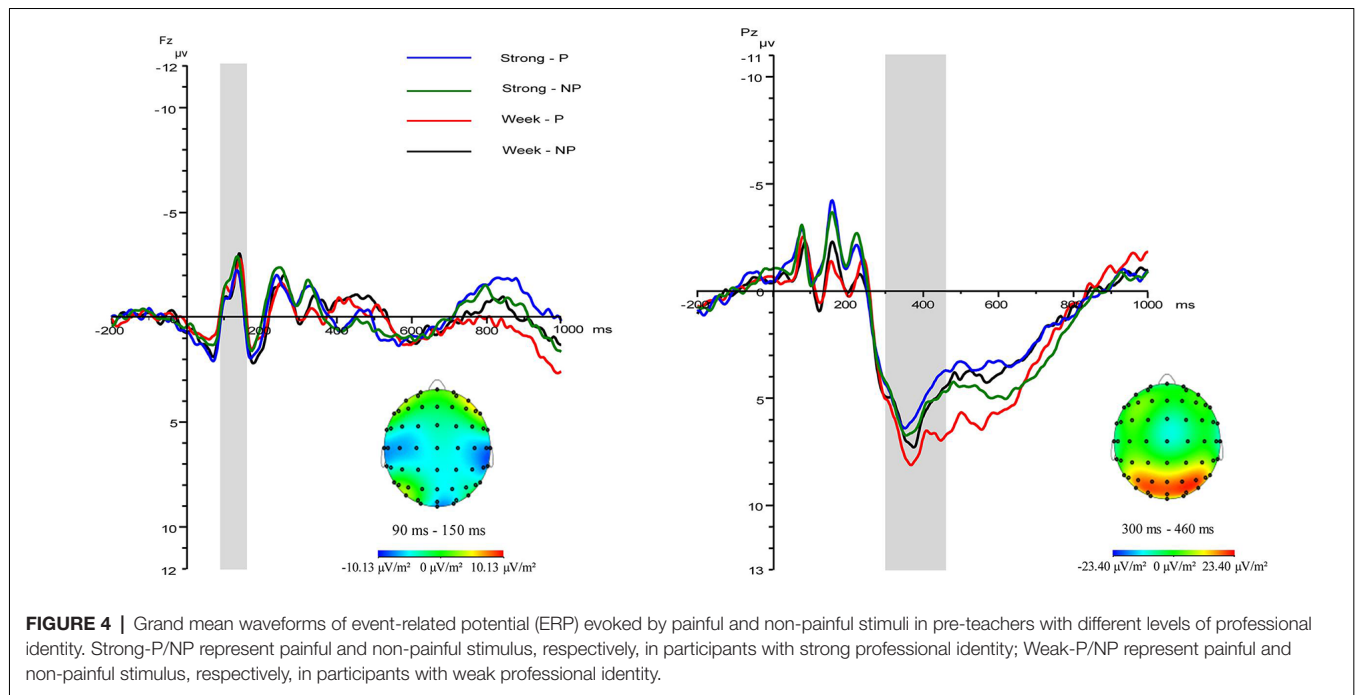 Fz
μv
-12
-10
-5
5
10
12
-200
200
400
600
800
1000 ms
Strong - P
Strong - NP
Week - P
Week - NP
90 ms - 150 ms
-10.13 μV/m² 0 μV/m² 10.13 μV/m²
Pz
μv
-11
-10
-5
0
5
10
13
-200
200
400
600
800
1000
ms
300 ms - 460 ms
-23.40 μV/m² 0 μV/m² 23.40 μV/m²
FIGURE 4 | Grand mean waveforms of event-related potential (ERP) evoked by painful and non-painful stimuli in pre-teachers with different levels of professional
identity. Strong-P/NP represent painful and non-painful stimulus, respectively, in participants with strong professional identity; Weak-P/NP represent painful and
non-painful stimulus, respectively, in participants with weak professional identity.